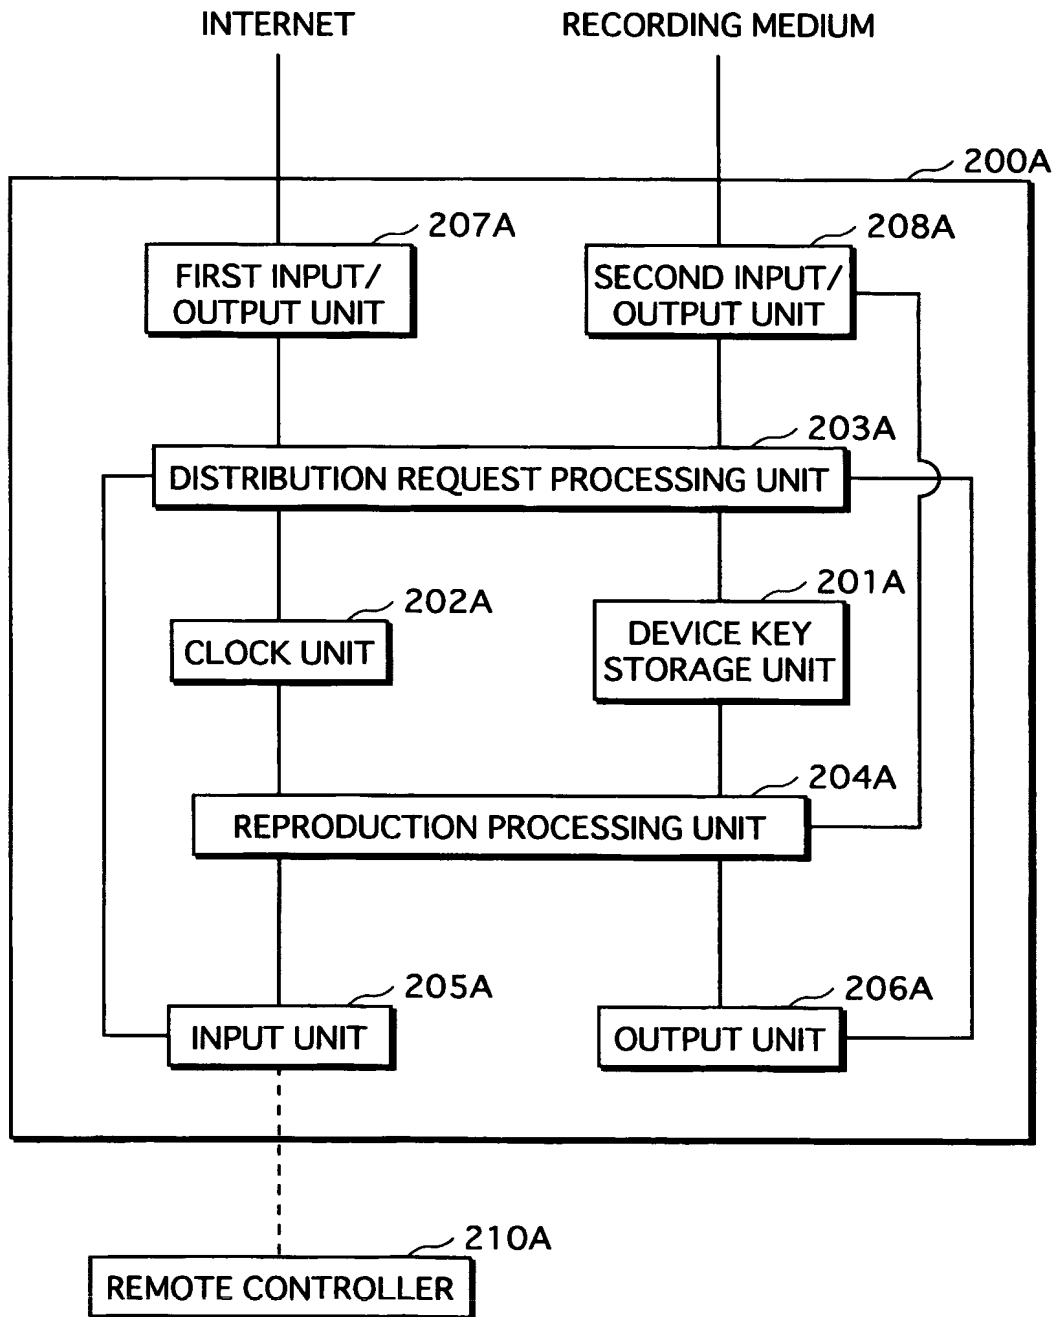 INTERNET
RECORDING MEDIUM
200A
207A
208A
FIRST INPUT/
OUTPUT UNIT
SECOND INPUT/
OUTPUT UNIT
203A
DISTRIBUTION REQUEST PROCESSING UNIT
202A
201A
CLOCK UNIT
DEVICE KEY
STORAGE UNIT
204A
REPRODUCTION PROCESSING UNIT
205A
206A
INPUT UNIT
OUTPUT UNIT
210A
REMOTE CONTROLLER